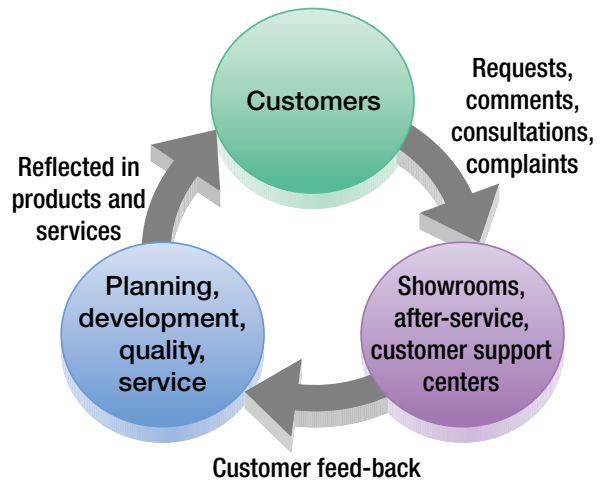 Customers
Requests,
comments,
consultations,
complaints
Reflected in
products and
services
Planning,
development,
quality,
service
Showrooms,
after-service,
customer support
centers
Customer feed-back